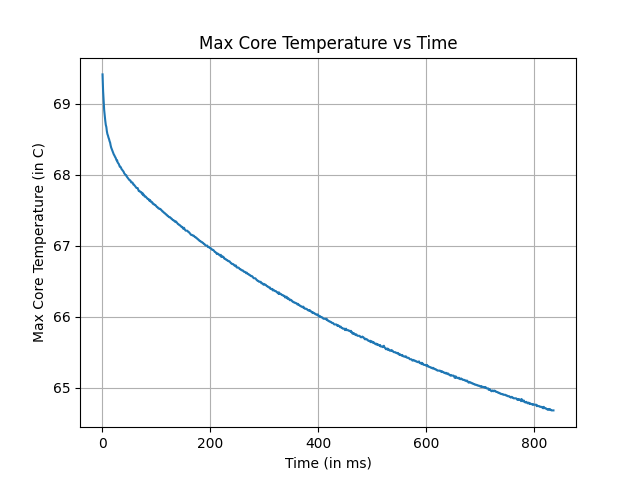 Max Core Temperature vs Time
Max Core Temperature (in C)
69
68
67
66
65
0 200 400 600 800
Time (in ms)